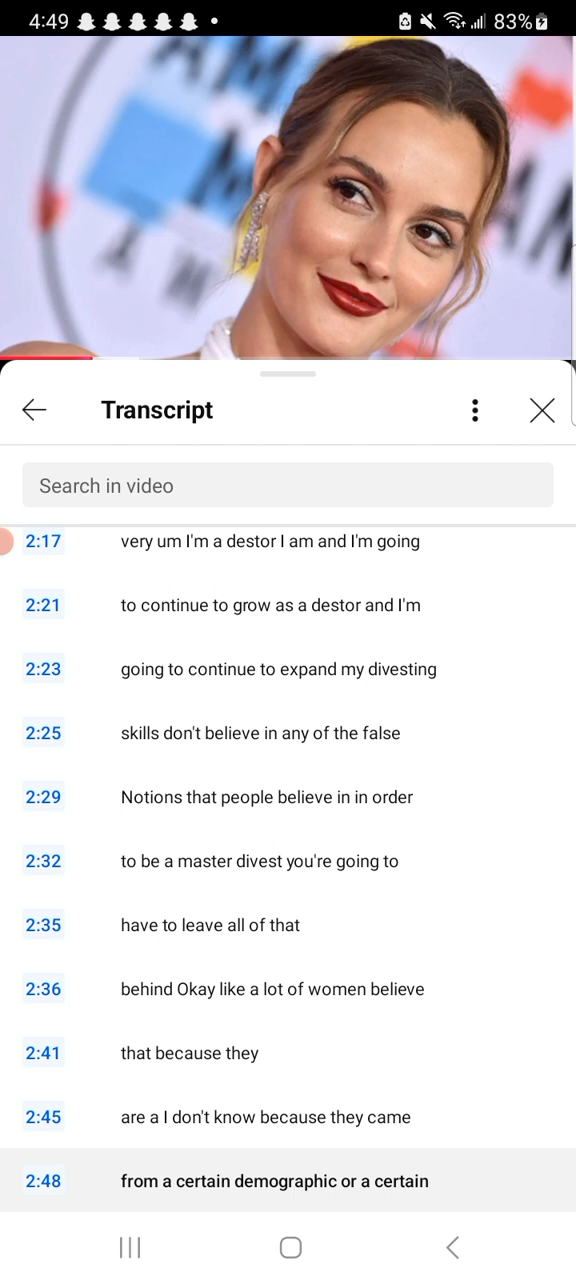 4:49
83%
Transcript
Search in video
2:17 very um I'm a destor I am and I'm going
2:21 to continue to grow as a destor and I'm
2:23 going to continue to expand my divesting
2:25 skills don't believe in any of the false
2:29 Notions that people believe in in order
2:32 to be a master divest you're going to
2:35 have to leave all of that
2:36 behind Okay like a lot of women believe
2:41 that because they
2:45 are a I don't know because they came
2:48 from a certain demographic or a certain